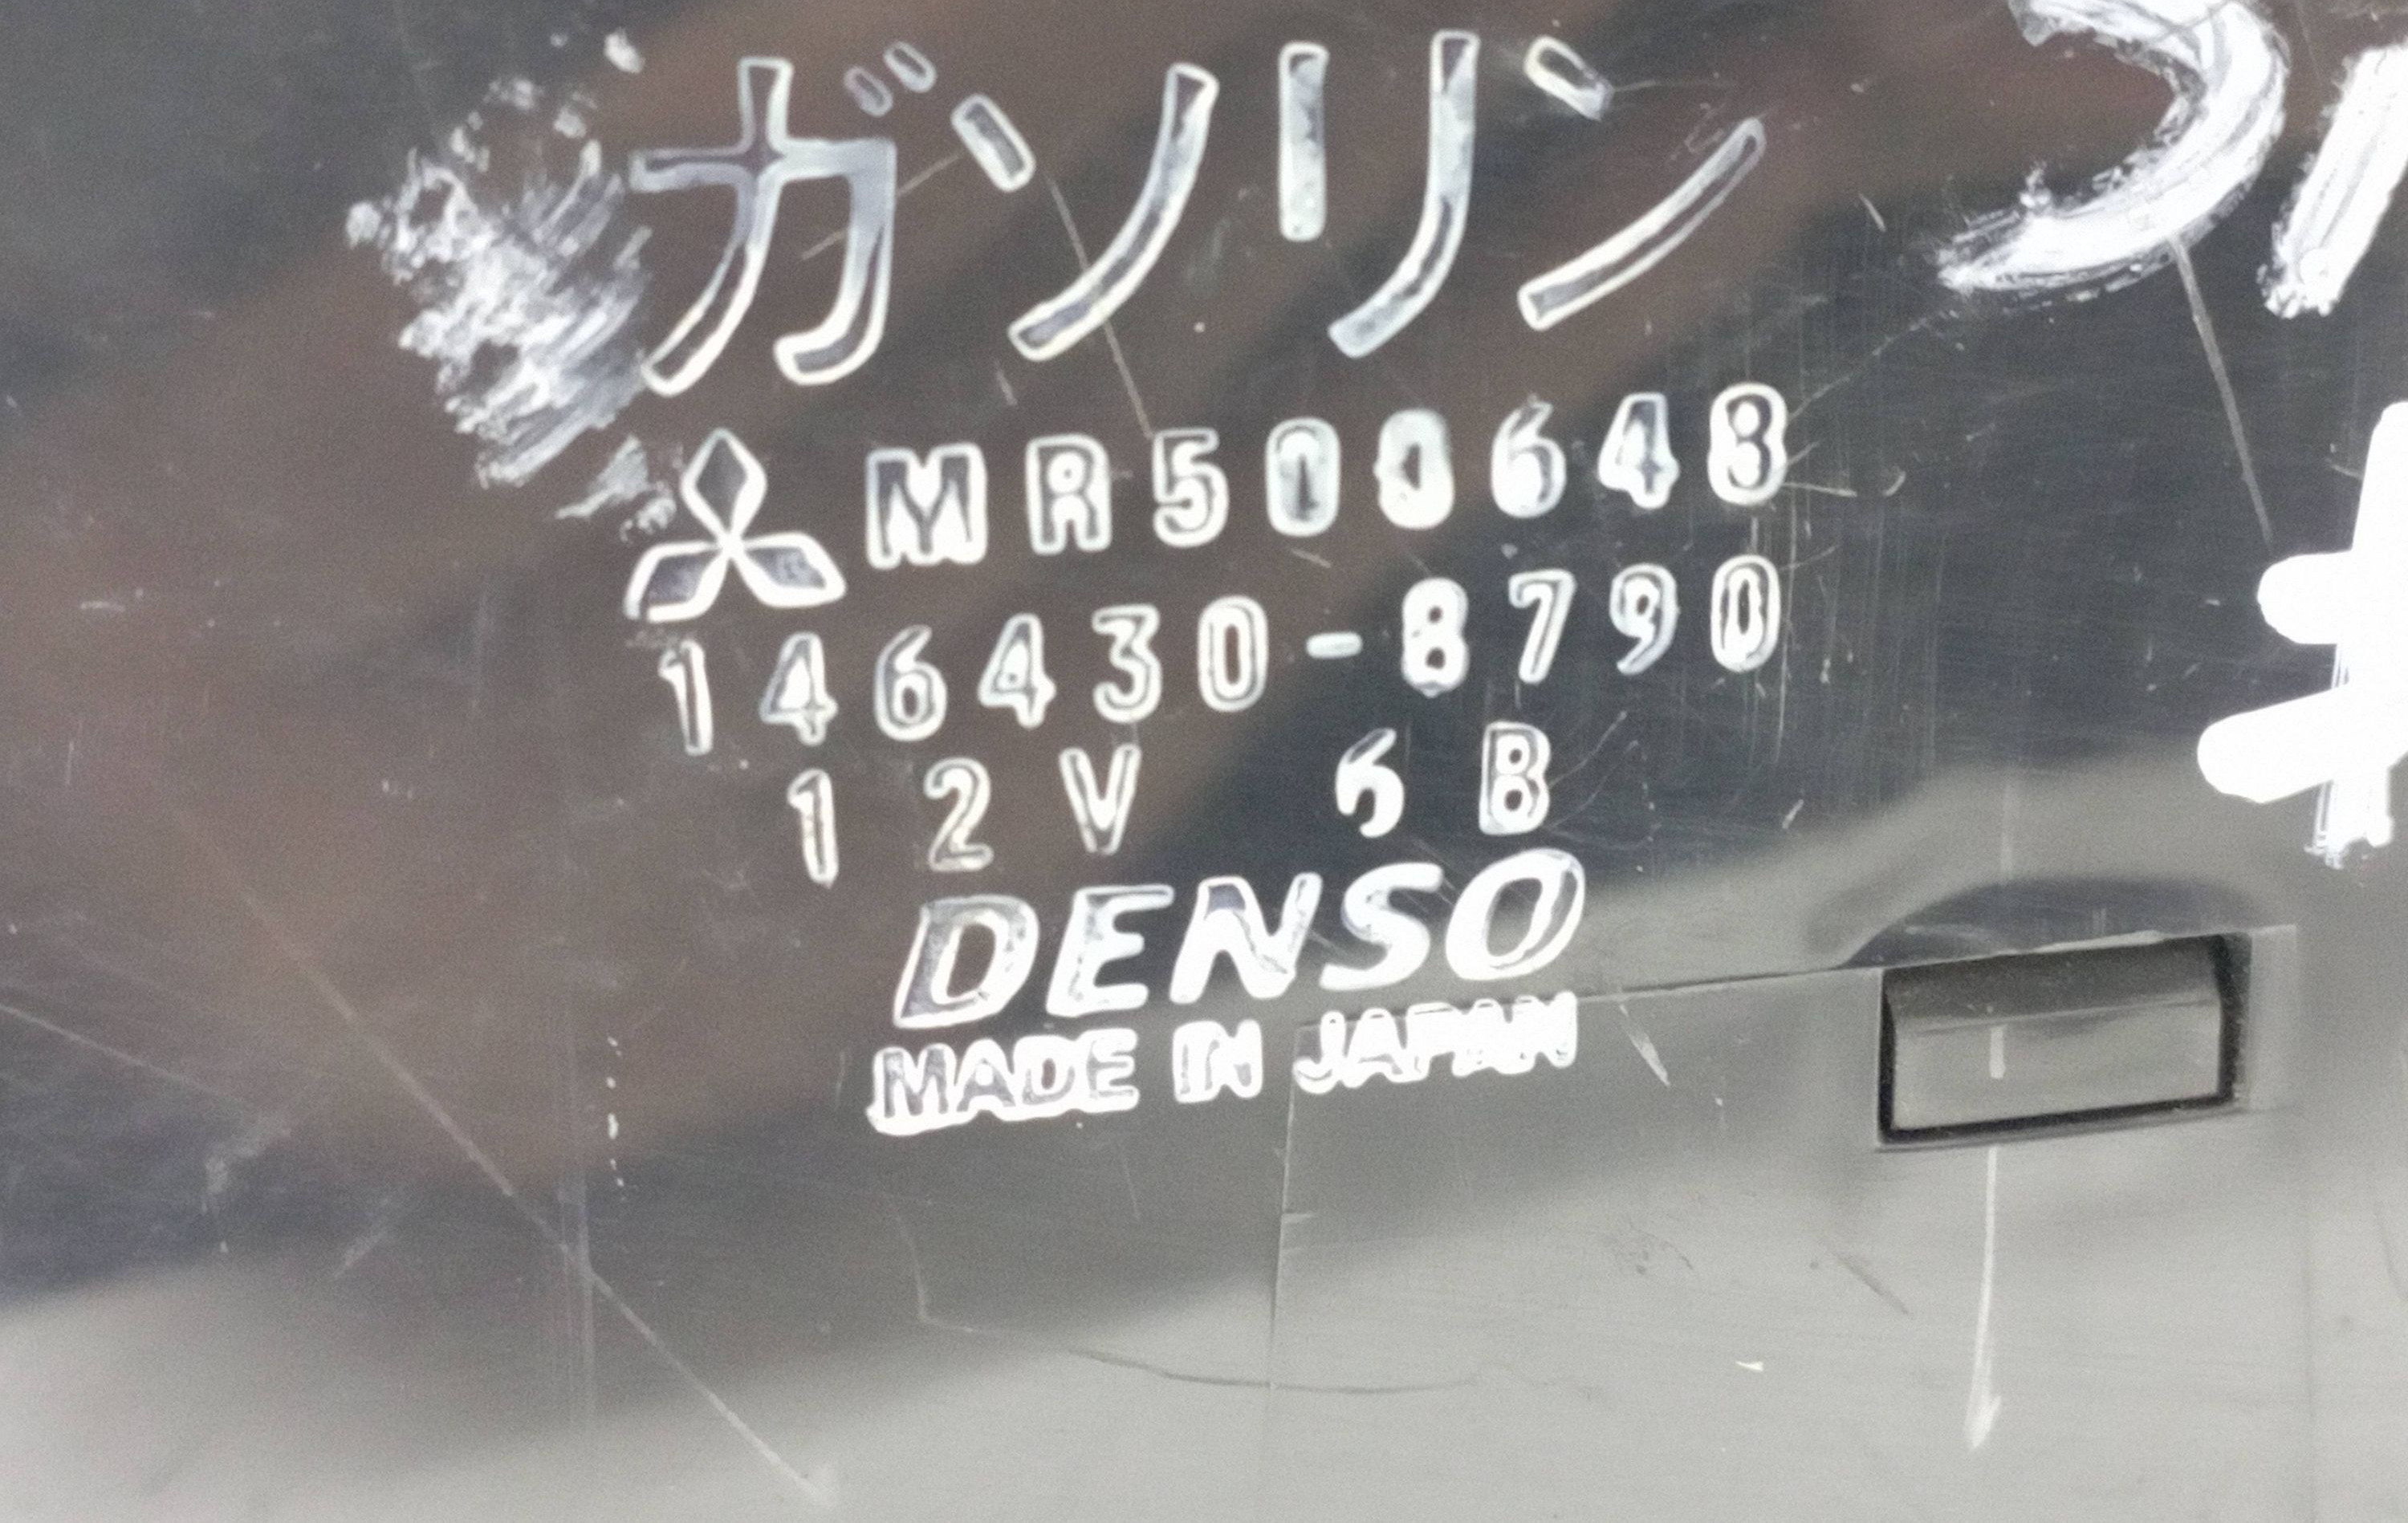 ガソリン
MR500648
146430-8790
12V 6B
DENSO
MADE IN JAPAN